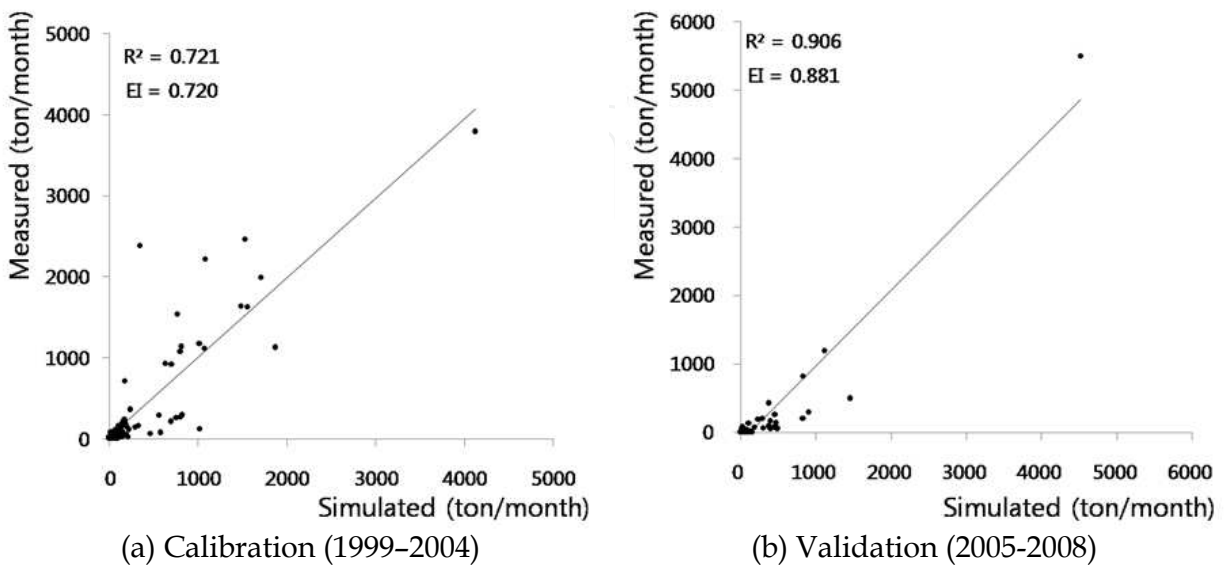 5000
R² = 0.721
EI = 0.720
4000
3000
2000
1000
0
0 1000 2000 3000 4000 5000
Measured (ton/month)
Simulated (ton/month)
(a) Calibration (1999–2004)
6000
R² = 0.906
EI = 0.881
5000
4000
3000
2000
1000
0
0 1000 2000 3000 4000 5000 6000
Measured (ton/month)
Simulated (ton/month)
(b) Validation (2005-2008)